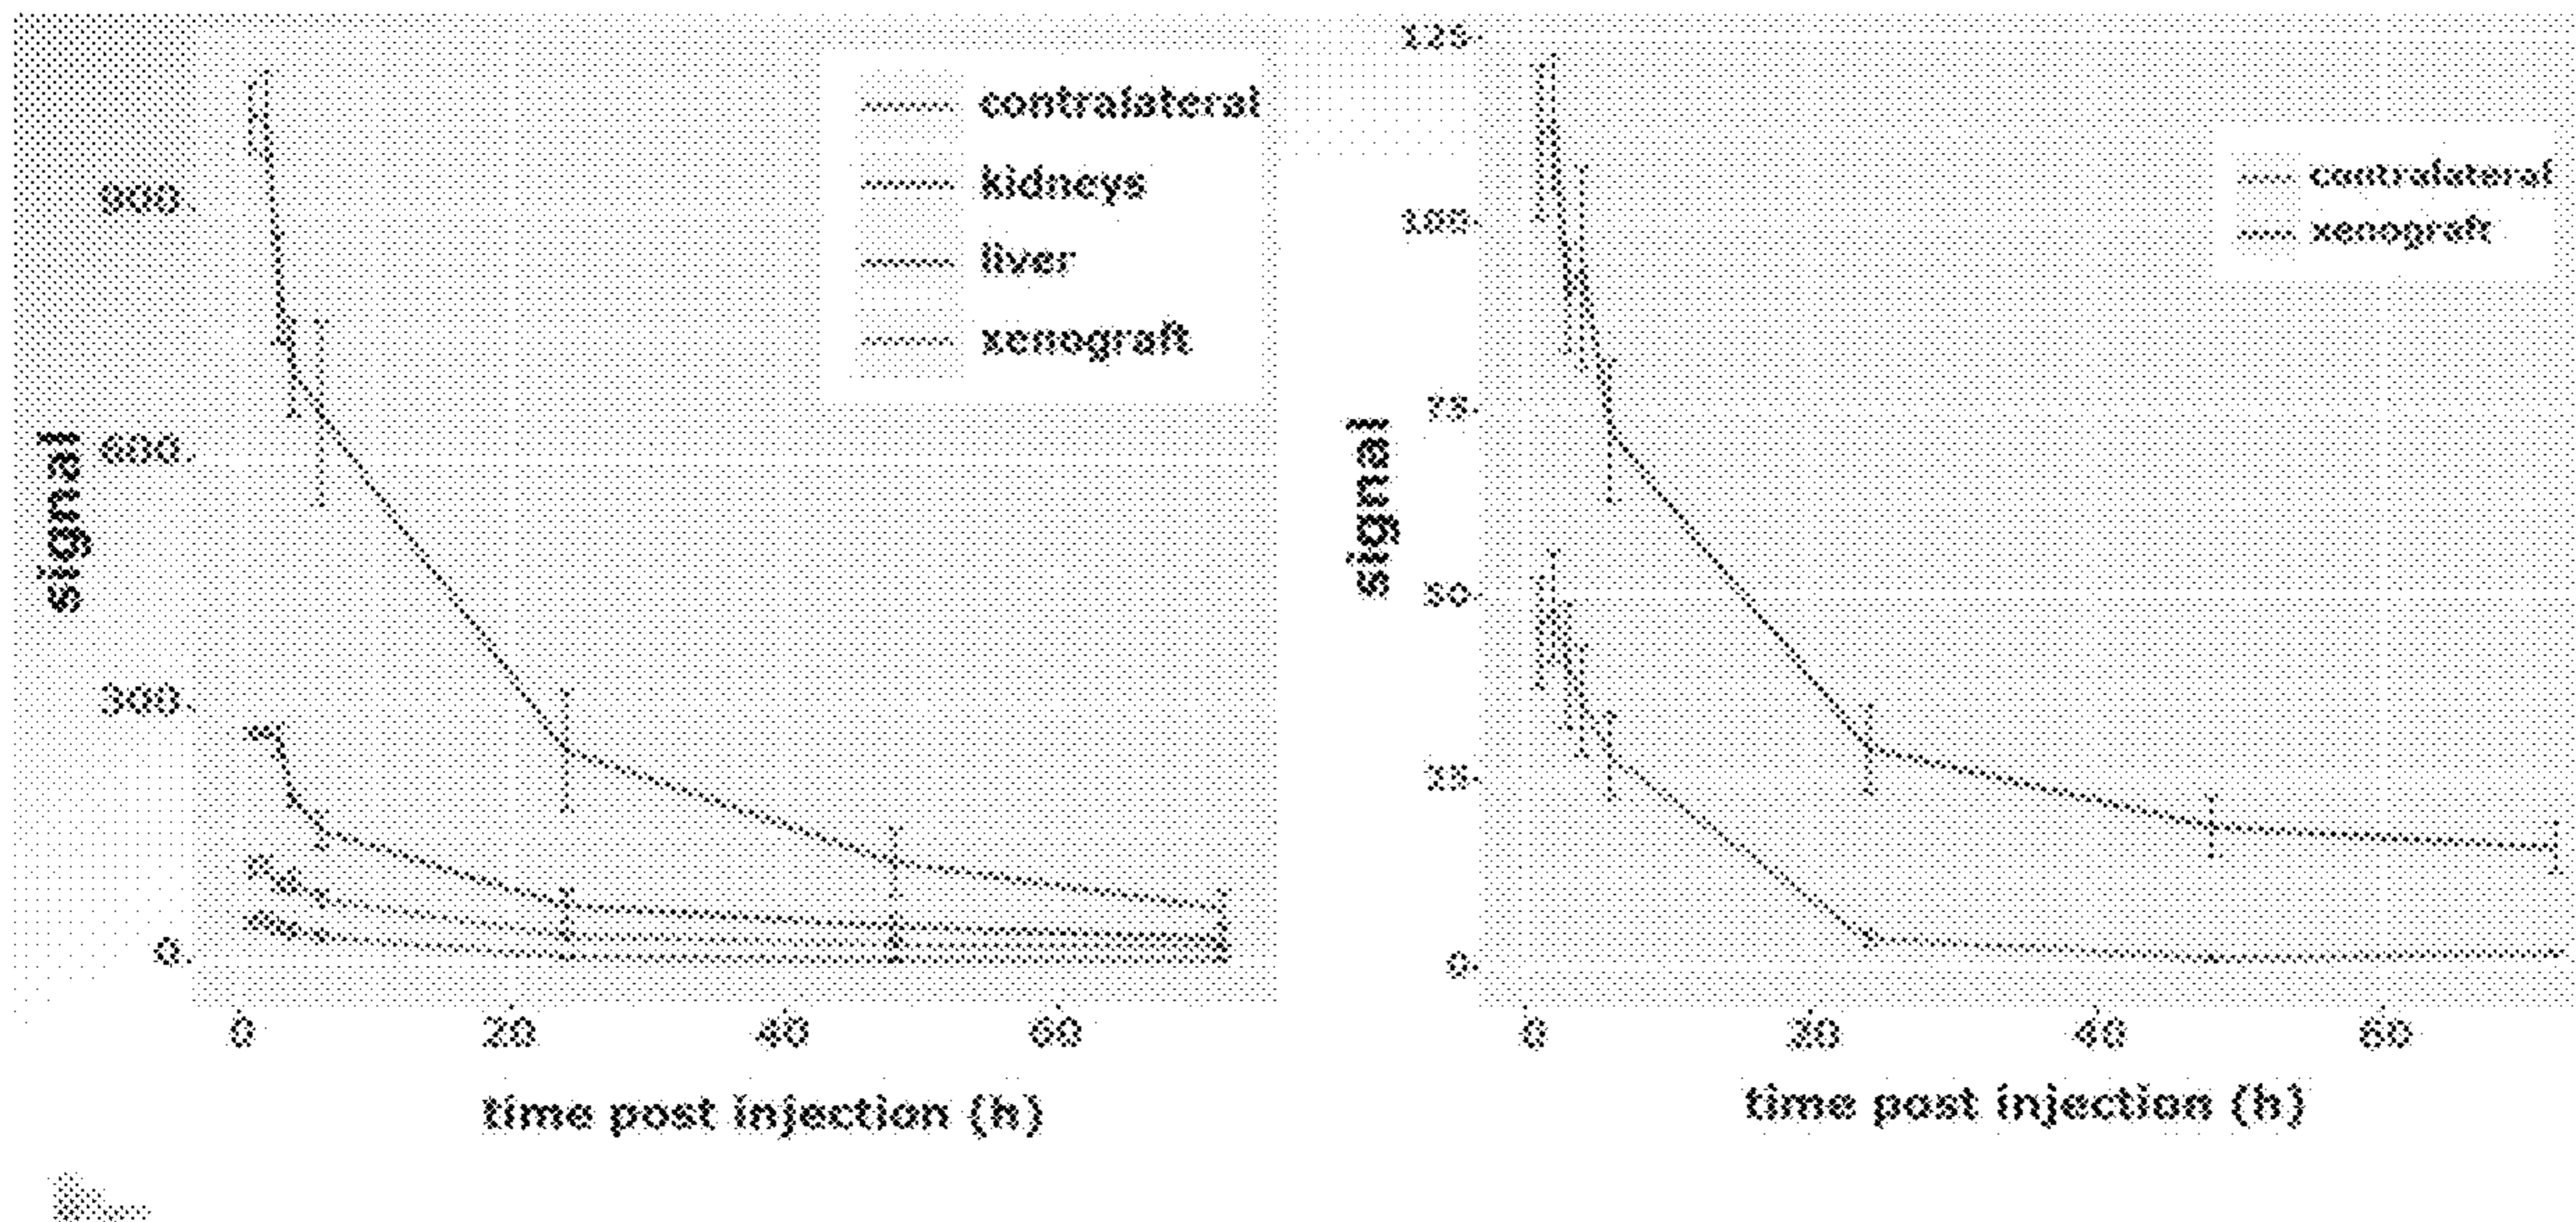 signal
900
600
300
0
0
20
40
60
time post injection (h)
contralateral
kidneys
liver
xenograft
signal
125
100
75
50
25
0
0
20
40
60
time post injection (h)
contralateral
xenograft